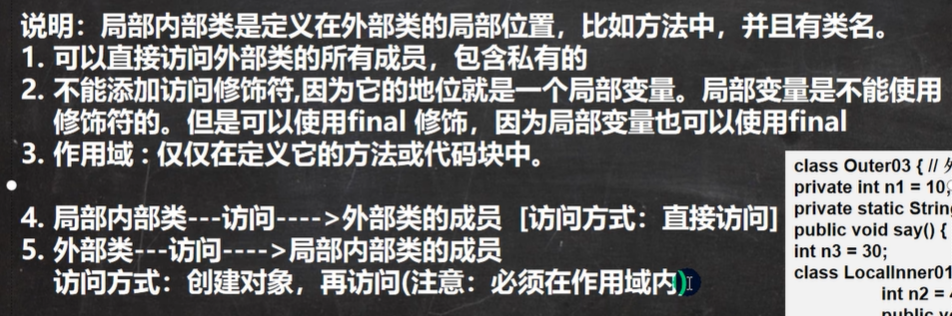 说明：局部内部类是定义在外部类的局部位置，比如方法中，并且有类名。
1. 可以直接访问外部类的所有成员，包含私有的
2. 不能添加访问修饰符,因为它的地位就是一个局部变量。局部变量是不能使用
修饰符的。但是可以使用final 修饰，因为局部变量也可以使用final
3. 作用域 : 仅仅在定义它的方法或代码块中。
4. 局部内部类---访问---->外部类的成员 [访问方式：直接访问]
5. 外部类---访问---->局部内部类的成员
访问方式：创建对象，再访问(注意：必须在作用域内)
class Outer03 { //
private int n1 = 10;
private static
public void say() {
int n3 = 30;
class LocalInner01
int n2 =
public